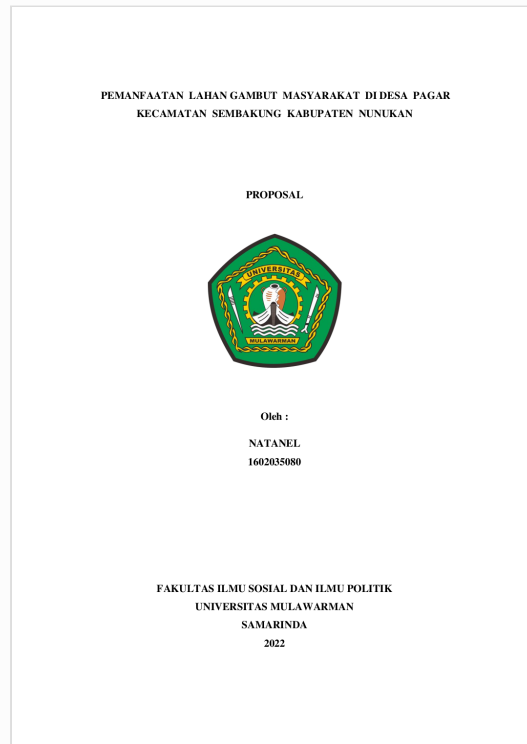 PEMANFAATAN LAHAN GAMBUT MASYARAKAT DI DESA PAGAR
KECAMATAN SEMBAKUNG KABUPATEN NUNUKAN
PROPOSAL
UNIVERSITAS
MULAWARMAN
Oleh :
NATANEL
1602035080
FAKULTAS ILMU SOSIAL DAN ILMU POLITIK
UNIVERSITAS MULAWARMAN
SAMARINDA
2022